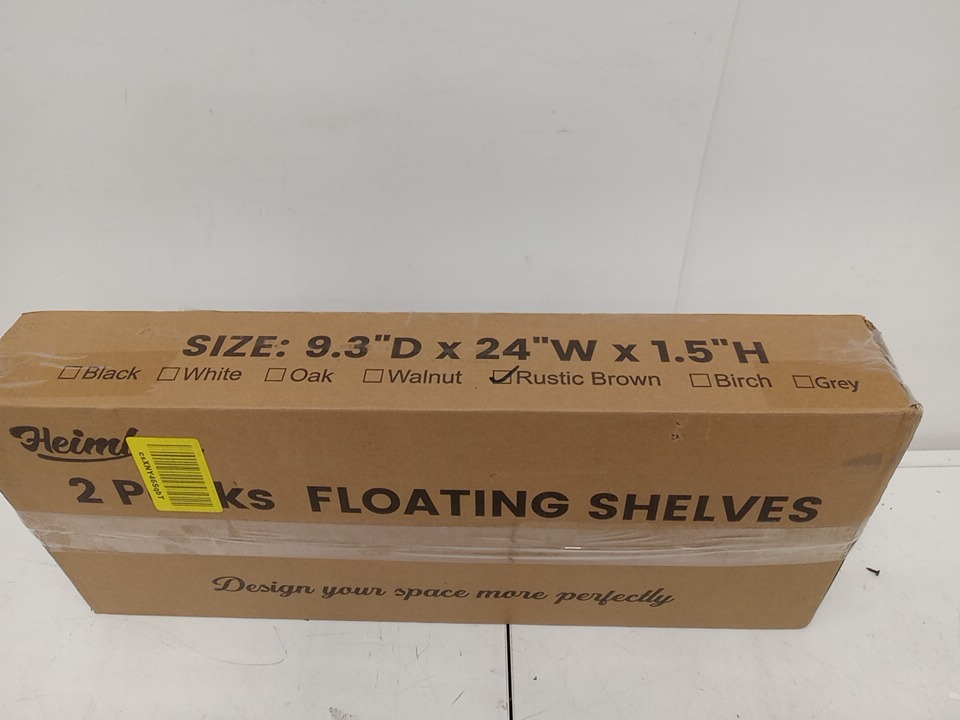 SIZE: 9.3"D x 24"W x 1.5"H
Black White Oak Walnut Rustic Brown Birch Grey
2 FLOATING SHELVES
Design your space more perfectly